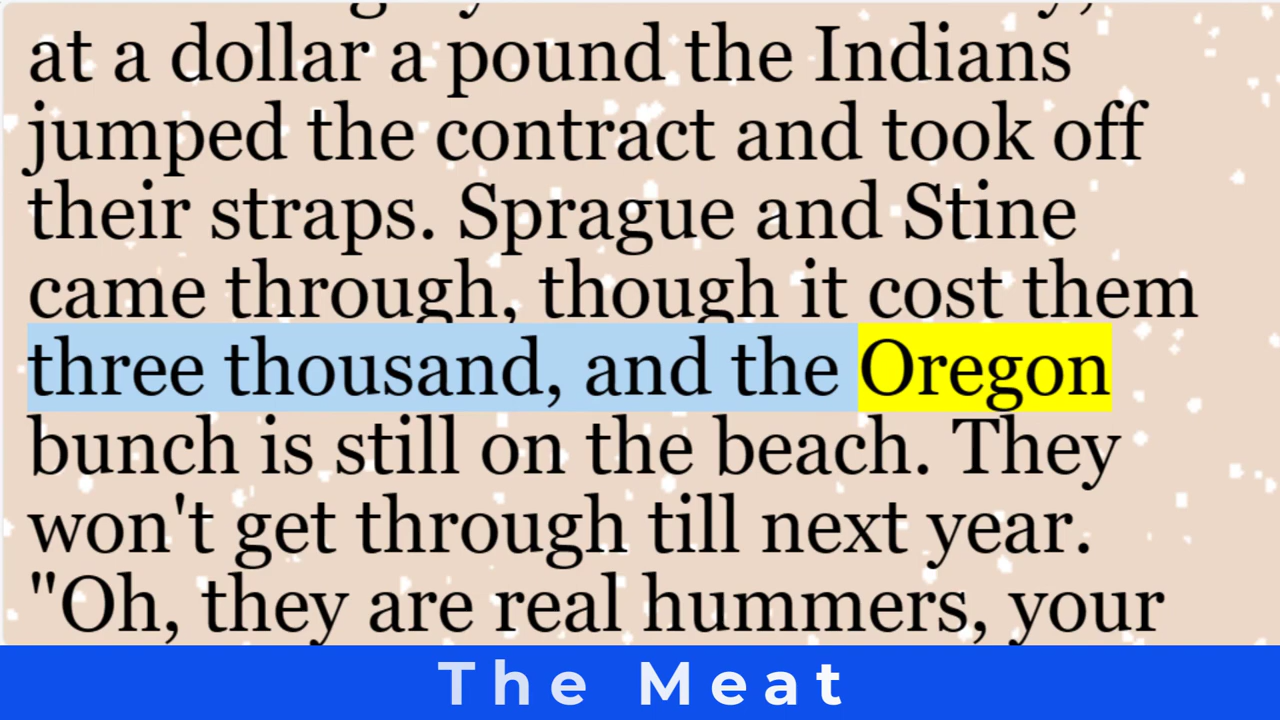 at a dollar a pound the Indians
jumped the contract and took off
their straps. Sprague and Stine
came through, though it cost them
three thousand, and the Oregon
bunch is still on the beach. They
won't get through till next year.
"Oh, they are real hummers, your
The Meat